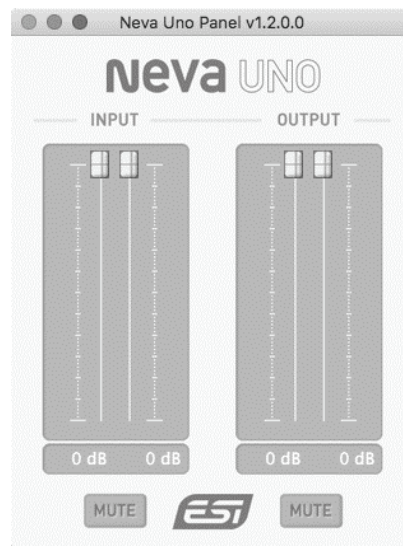 Neva Uno Panel v1.2.0.0
Neva UNO
INPUT OUTPUT
0 dB 0 dB 0 dB 0 dB
MUTE ESI MUTE